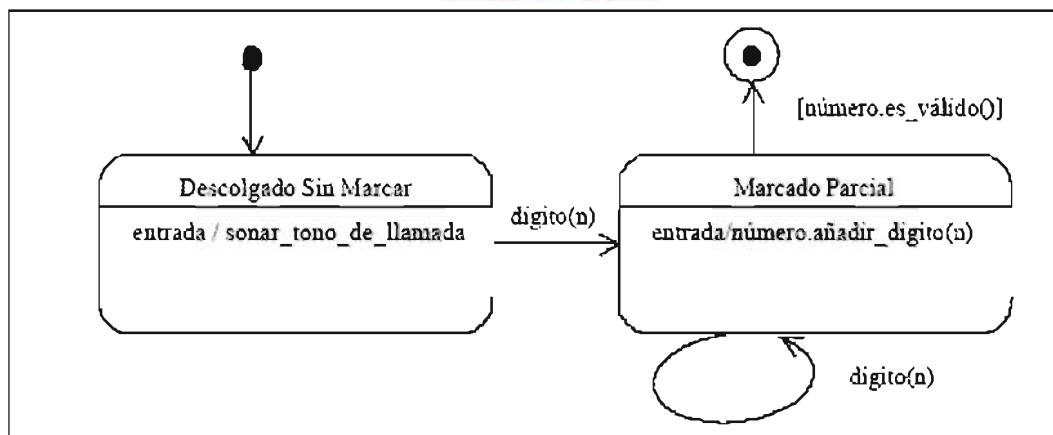 [número.es_válido()]
Descolgado Sin Marcar
entrada / sonar_tono_de_llamada
digito(n)
Marcado Parcial
entrada/número.añadir_digito(n)
digito(n)